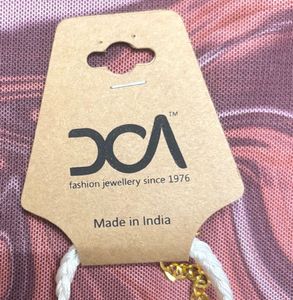 DCA™
fashion jewellery since 1976
Made in India